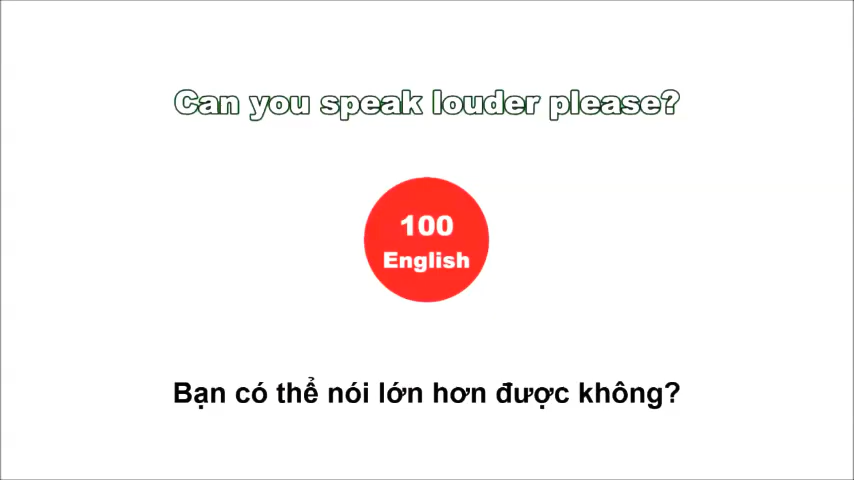 Can you speak louder please?
100
English
Bạn có thể nói lớn hơn được không?